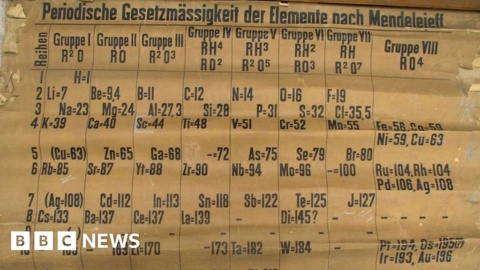 Periodische Gesetzmässigkeit der Elemente nach Mendelejeff.
Reihen Gruppe I R²O Gruppe II RO Gruppe III R²O³ Gruppe IV RH⁴ RO² Gruppe V RH³ R²O⁵ Gruppe VI RH² RO³ Gruppe VII RH R²O⁷ Gruppe VIII RO⁴
1 H=1
2 Li=7 Be=9,4 B=11 C=12 N=14 O=16 F=19
3 Na=23 Mg=24 Al=27,3 Si=28 P=31 S=32 Cl=35,5
4 K=39 Ca=40 Sc=44 Ti=48 V=51 Cr=52 Mn=55 Fe=56, Co=59
Ni=59, Cu=63
5 (Cu=63) Zn=65 Ga=68 -=72 As=75 Se=79 Br=80
6 Rb=85 Sr=87 Yt=88 Zr=90 Nb=94 Mo=96 -=100 Ru=104, Rh=104
Pd=106, Ag=108
7 (Ag=108) Cd=112 In=113 Sn=118 Sb=122 Te=125 J=127
8 Cs=133 Ba=137 Ce=137 La=139 - Di=145? - - - -
- - - - -
-173 Ta=182 W=184 - Pt=194, Os=195(?)
Ir=193, Au=196
BBC NEWS